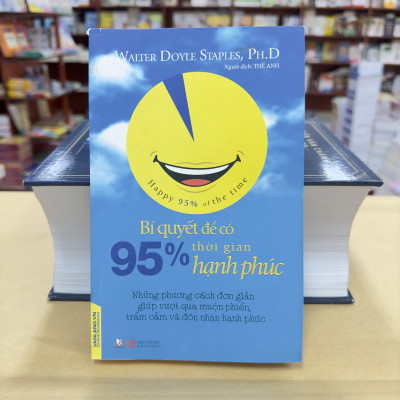 WALTER DOYLE STAPLES, PH.D
Người dịch: THẾ ANH
Happy 95% of the time
Bí quyết để có
95% thời gian
hạnh phúc
Những phương cách đơn giản
giúp vượt qua muộn phiền,
trầm cảm và đón nhận hạnh phúc
VANLANG.VN